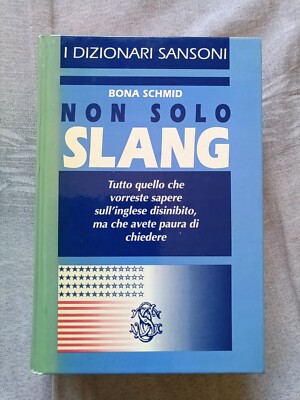 I DIZIONARI SANSONI
BONA SCHMID
NON SOLO
SLANG
Tutto quello che
vorreste sapere
sull'inglese disinibito,
ma che avete paura di
chiedere